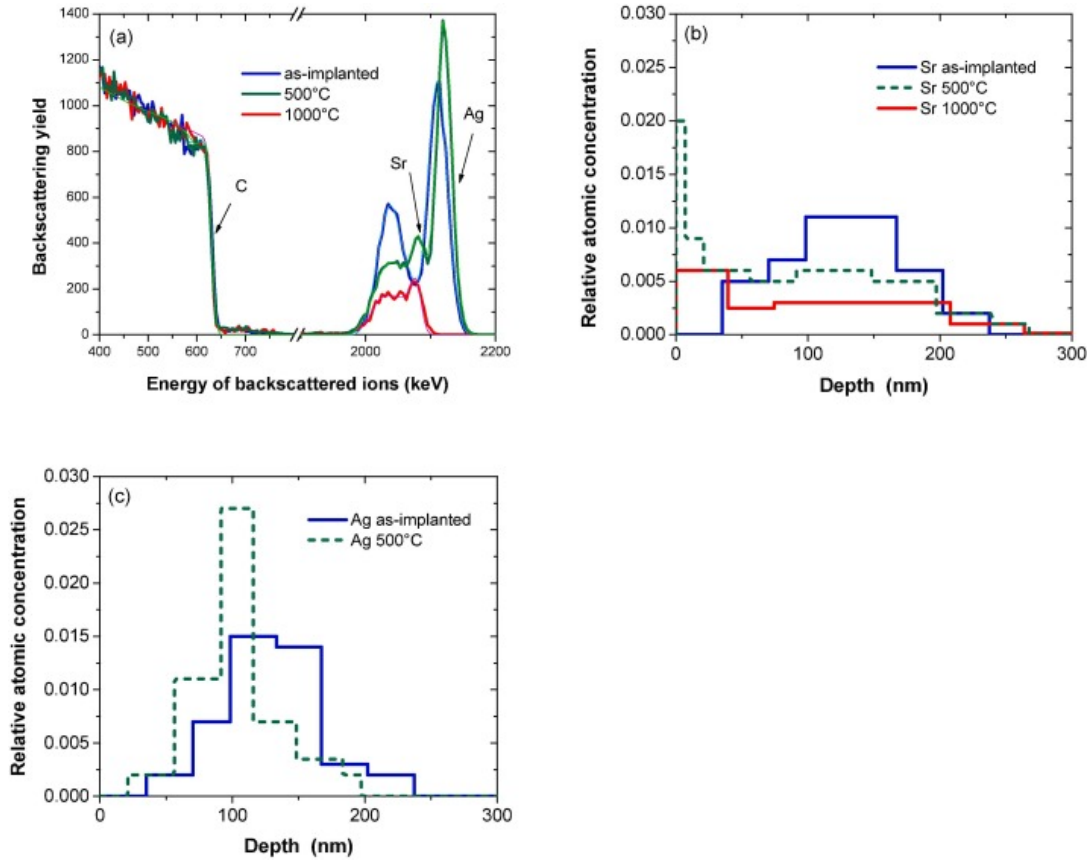 (a)
1400
1200
1000
800
600
400
200
0
Backscattering yield
as-implanted
500°C
1000°C
C
Sr
Ag
400 500 600 700 2000 2100 2200
Energy of backscattered ions (keV)
(b)
0.030
0.025
0.020
0.015
0.010
0.005
0.000
Relative atomic concentration
Sr as-implanted
Sr 500°C
Sr 1000°C
0 100 200 300
Depth (nm)
(c)
0.030
0.025
0.020
0.015
0.010
0.005
0.000
Relative atomic concentration
Ag as-implanted
Ag 500°C
0 100 200 300
Depth (nm)